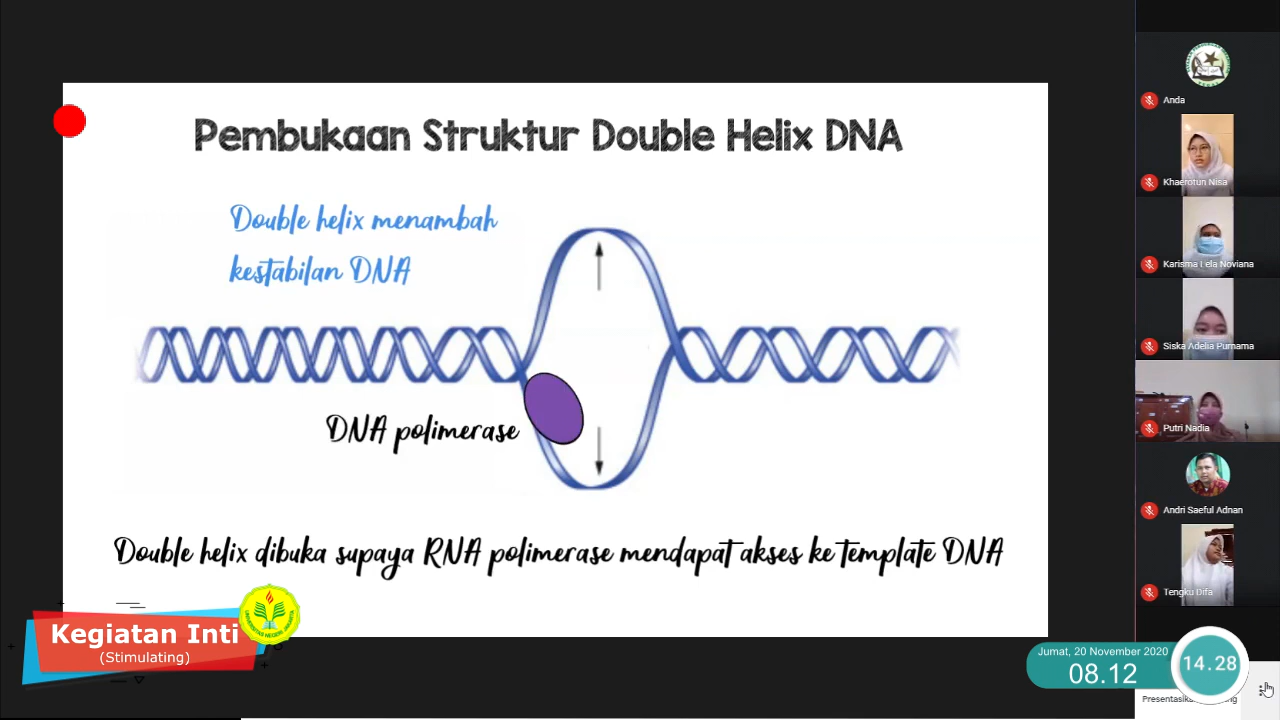 Pembukaan Struktur Double Helix DNA
Double helix menambah
kestabilan DNA
DNA polimerase
Double helix dibuka supaya RNA polimerase mendapat akses ke template DNA
Kegiatan Inti
(Stimulating)
Anda
Khaerotun Nisa
Karisma Lela Noviana
Siska Adelia Purnama
Putri Nadia
Andri Saeful Adnan
Tengku Difa
Jumat, 20 November 2020
08.12
14.28